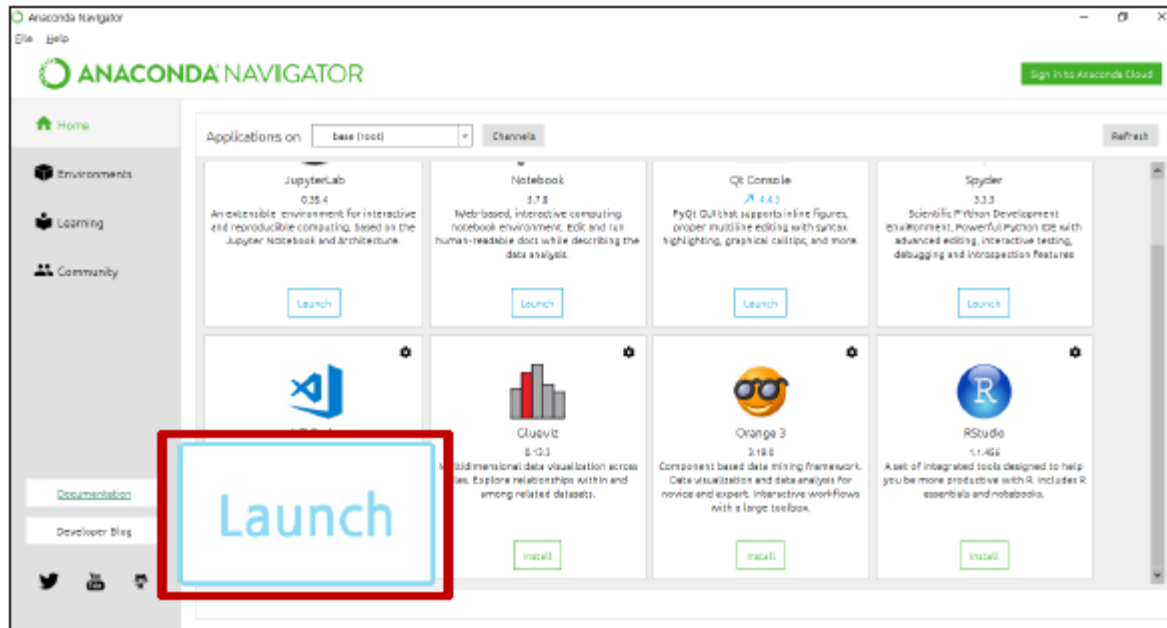 Anaconda Navigator
File Help
ANACONDA NAVIGATOR
Sign in to Anaconda Cloud
Home
Environments
Learning
Community
Documentation
Developer Blog
You Tube
Applications on base (root) Channels Refresh
JupyterLab
0.35.4
An extensible environment for interactive
and reproducible computing, based on the
Jupyter Notebook and Architecture.
Launch
Notebook
5.7.8
Web-based, interactive computing
notebook environment. Edit and run
human-readable docs while describing the
data analysis.
Launch
Qt Console
4.4.3
PyQt GUI that supports inline figures,
proper multiline editing with syntax
highlighting, graphical calltips, and more.
Launch
Spyder
3.3.3
Scientific PYthon Development
EnviRonment. Powerful Python IDE with
advanced editing, interactive testing,
debugging and introspection features
Launch
Launch
Glueviz
0.13.3
Multidimensional data visualization across
files. Explore relationships within and
among related datasets.
Install
Orange 3
3.19.0
Component based data mining framework.
Data visualization and data analysis for
novice and expert. Interactive workflows
with a large toolbox.
Install
R
RStudio
1.1.456
A set of integrated tools designed to help
you be more productive with R. Includes R
essentials and notebooks.
Install